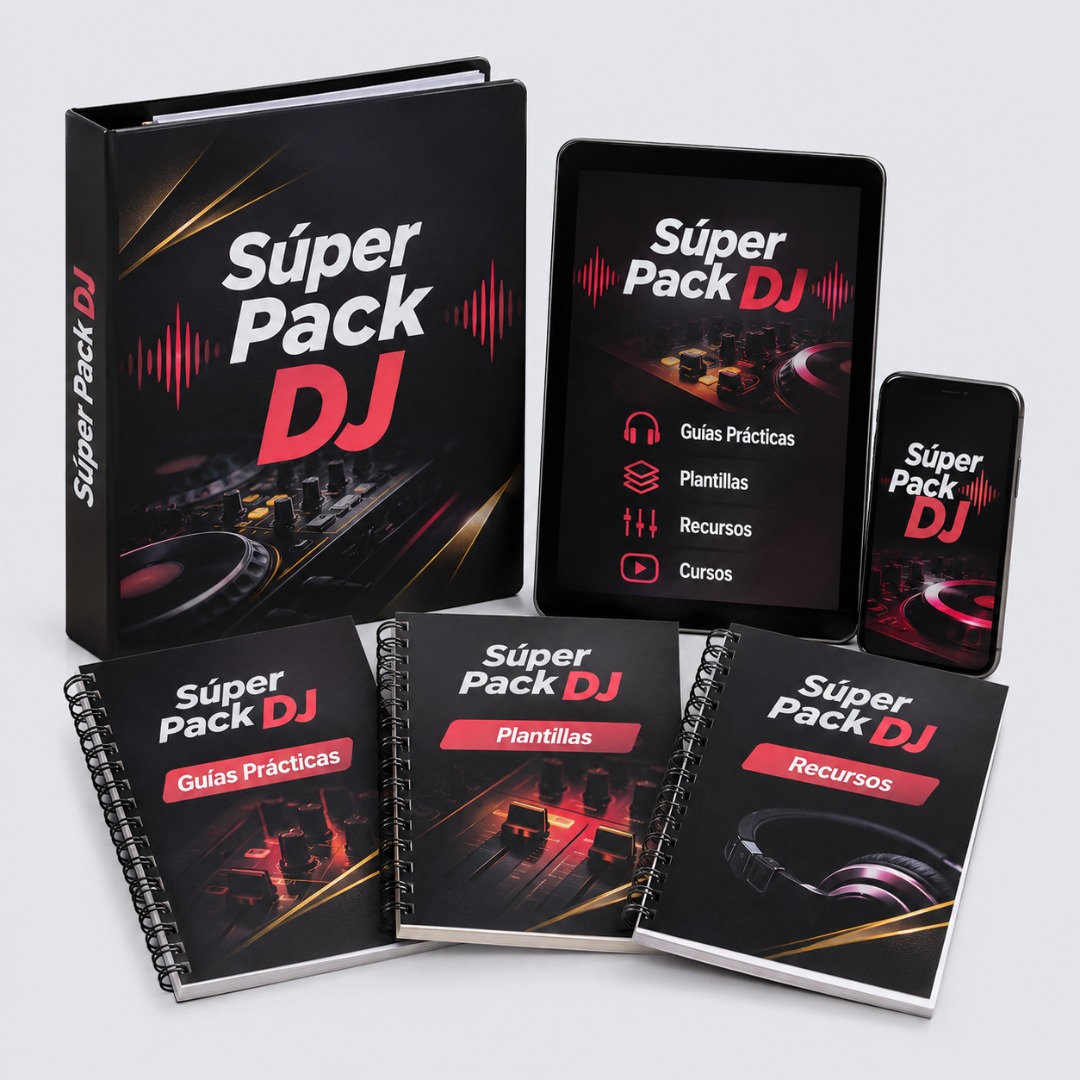 Súper
Pack
DJ
Súper Pack DJ
Súper
Pack DJ
Guías Prácticas
Plantillas
Recursos
Cursos
Súper
Pack
DJ
Súper
Pack DJ
Guías Prácticas
Súper
Pack DJ
Plantillas
Súper
Pack DJ
Recursos